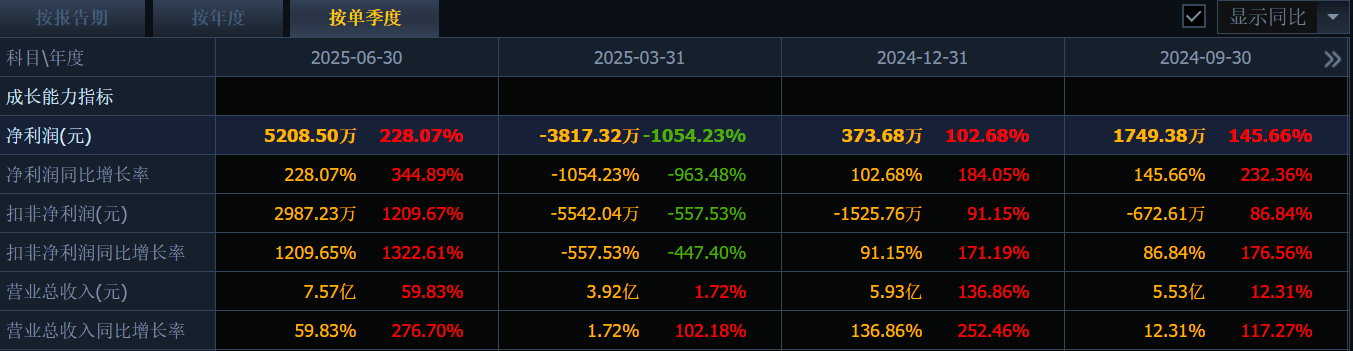 按报告期 按年度 按单季度 显示同比
科目\年度 2025-06-30 2025-03-31 2024-12-31 2024-09-30
成长能力指标
净利润(元) 5208.50万 228.07% -3817.32万 -1054.23% 373.68万 102.68% 1749.38万 145.66%
净利润同比增长率 228.07% 344.89% -1054.23% -963.48% 102.68% 184.05% 145.66% 232.36%
扣非净利润(元) 2987.23万 1209.67% -5542.04万 -557.53% -1525.76万 91.15% -672.61万 86.84%
扣非净利润同比增长率 1209.65% 1322.61% -557.53% -447.40% 91.15% 171.19% 86.84% 176.56%
营业总收入(元) 7.57亿 59.83% 3.92亿 1.72% 5.93亿 136.86% 5.53亿 12.31%
营业总收入同比增长率 59.83% 276.70% 1.72% 102.18% 136.86% 252.46% 12.31% 117.27%